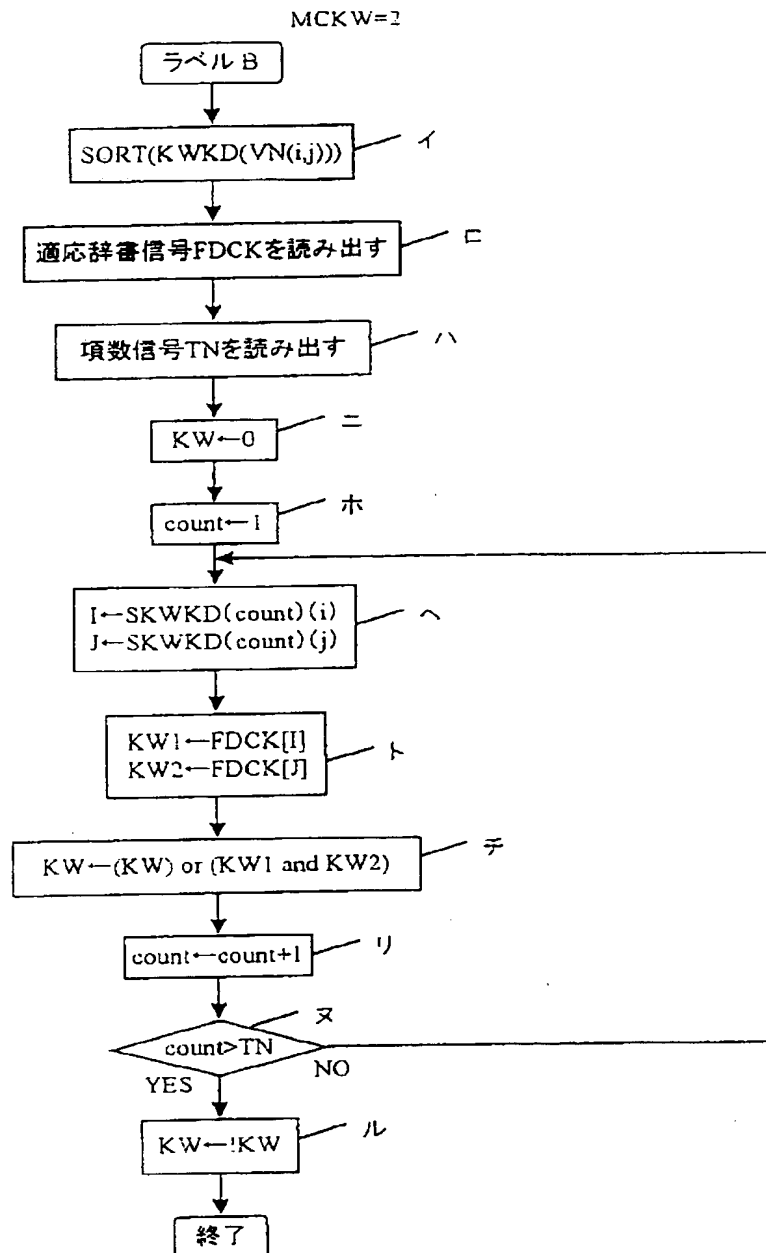 MCKW=2
ラベル B
SORT(KWKD(VN(i,j)))
イ
適応辞書信号FDCKを読み出す
ロ
項数信号TNを読み出す
ハ
KW←0
ニ
count←1
ホ
I←SKWKD(count)(i)
J←SKWKD(count)(j)
ヘ
KW1←FDCK[I]
KW2←FDCK[J]
ト
KW←(KW) or (KW1 and KW2)
チ
count←count+1
リ
count>TN
ヌ
YES
NO
KW←!KW
ル
終了